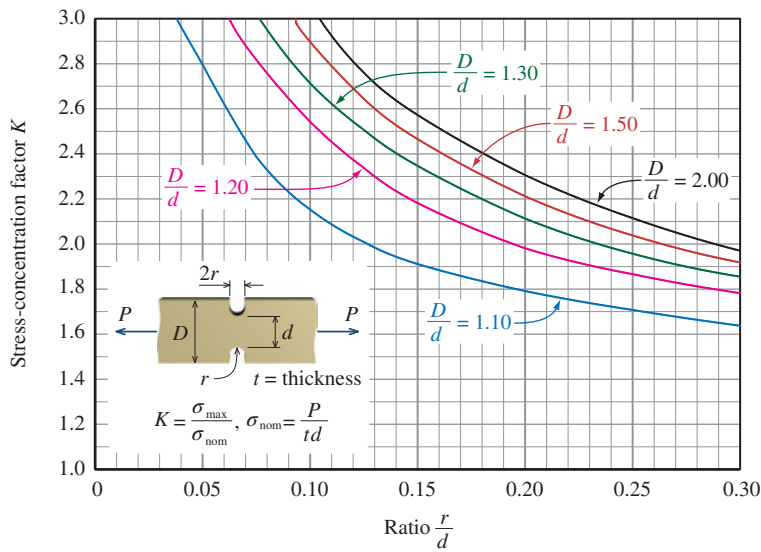 Stress-concentration factor K
3.0
2.8
2.6
2.4
2.2
2.0
1.8
1.6
1.4
1.2
1.0
D/d = 1.30
D/d = 1.50
D/d = 2.00
D/d = 1.20
D/d = 1.10
2r
P
D
d
P
r
t = thickness
K = σmax/σnom, σnom = P/td
0
0.05
0.10
0.15
0.20
0.25
0.30
Ratio r/d